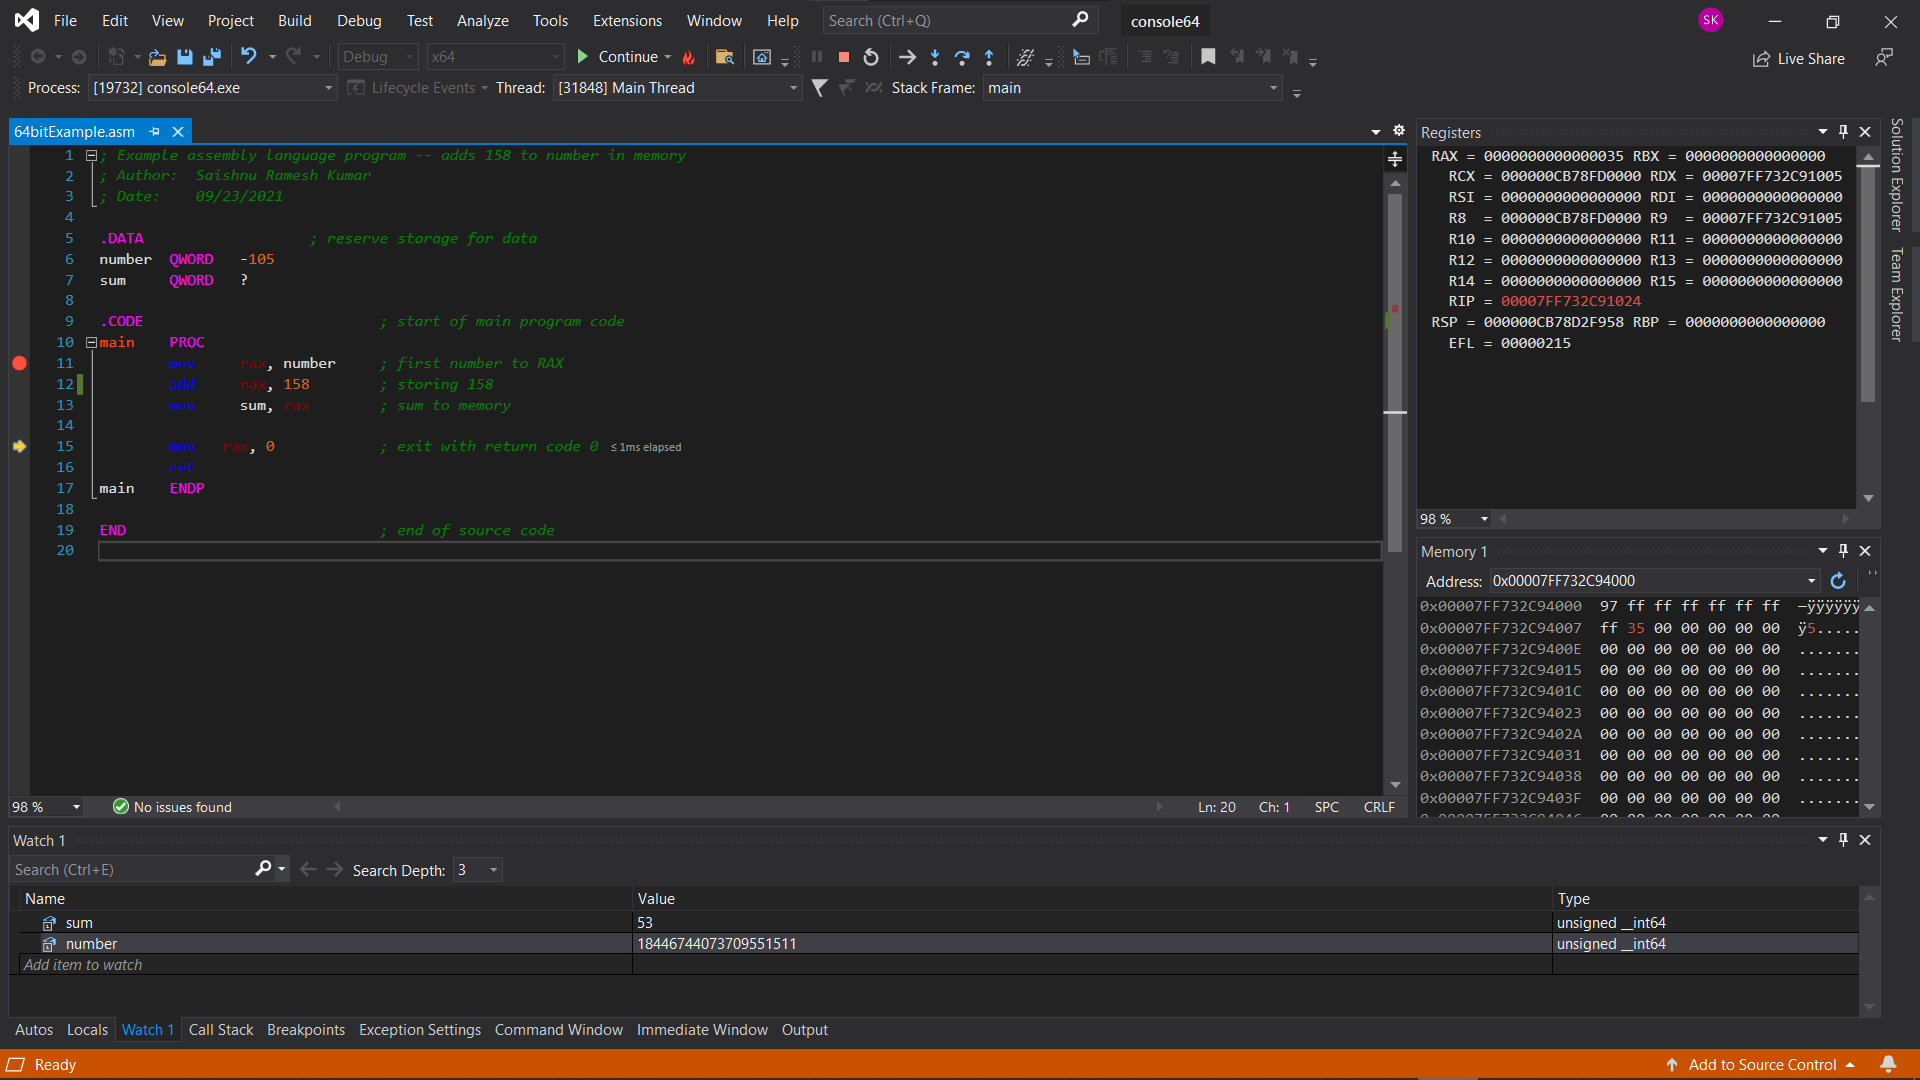 File Edit View Project Build Debug Test Analyze Tools Extensions Window Help Search (Ctrl+Q) console64 SK
Debug x64 Continue Live Share
Process: [19732] console64.exe Lifecycle Events Thread: [31848] Main Thread Stack Frame: main
64bitExample.asm
1 ; Example assembly language program -- adds 158 to number in memory
2 ; Author: Saishnu Ramesh Kumar
3 ; Date: 09/23/2021
4
5 .DATA ; reserve storage for data
6 number QWORD -105
7 sum QWORD ?
8
9 .CODE ; start of main program code
10 main PROC
11 mov rax, number ; first number to RAX
12 add rax, 158 ; storing 158
13 mov sum, rax ; sum to memory
14
15 mov rax, 0 ; exit with return code 0 ≤ 1ms elapsed
16 ret
17 main ENDP
18
19 END ; end of source code
20
98 % No issues found Ln: 20 Ch: 1 SPC CRLF
Registers
RAX = 0000000000000035 RBX = 0000000000000000
RCX = 000000CB78FD0000 RDX = 00007FF732C91005
RSI = 0000000000000000 RDI = 0000000000000000
R8 = 000000CB78FD0000 R9 = 00007FF732C91005
R10 = 0000000000000000 R11 = 0000000000000000
R12 = 0000000000000000 R13 = 0000000000000000
R14 = 0000000000000000 R15 = 0000000000000000
RIP = 00007FF732C91024
RSP = 000000CB78D2F958 RBP = 0000000000000000
EFL = 00000215
98 %
Memory 1
Address: 0x00007FF732C94000
0x00007FF732C94000 97 ff ff ff ff ff ff —ÿÿÿÿÿÿ
0x00007FF732C94007 ff 35 00 00 00 00 00 ÿ5.....
0x00007FF732C9400E 00 00 00 00 00 00 00 .......
0x00007FF732C94015 00 00 00 00 00 00 00 .......
0x00007FF732C9401C 00 00 00 00 00 00 00 .......
0x00007FF732C94023 00 00 00 00 00 00 00 .......
0x00007FF732C9402A 00 00 00 00 00 00 00 .......
0x00007FF732C94031 00 00 00 00 00 00 00 .......
0x00007FF732C94038 00 00 00 00 00 00 00 .......
0x00007FF732C9403F 00 00 00 00 00 00 00 .......
Solution Explorer
Team Explorer
Watch 1
Search (Ctrl+E) Search Depth: 3
Name Value Type
sum 53 unsigned __int64
number 18446744073709551511 unsigned __int64
Add item to watch
Autos Locals Watch 1 Call Stack Breakpoints Exception Settings Command Window Immediate Window Output
Ready Add to Source Control